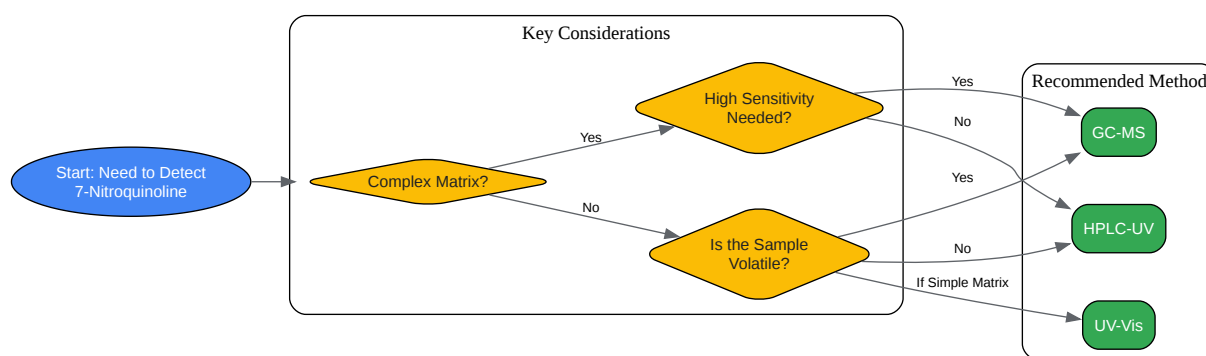 Key Considerations
Recommended Method
Start: Need to Detect
7-Nitroquinoline
Complex Matrix?
Yes
No
High Sensitivity
Needed?
Is the Sample
Volatile?
Yes
No
Yes
No
If Simple Matrix
GC-MS
HPLC-UV
UV-Vis